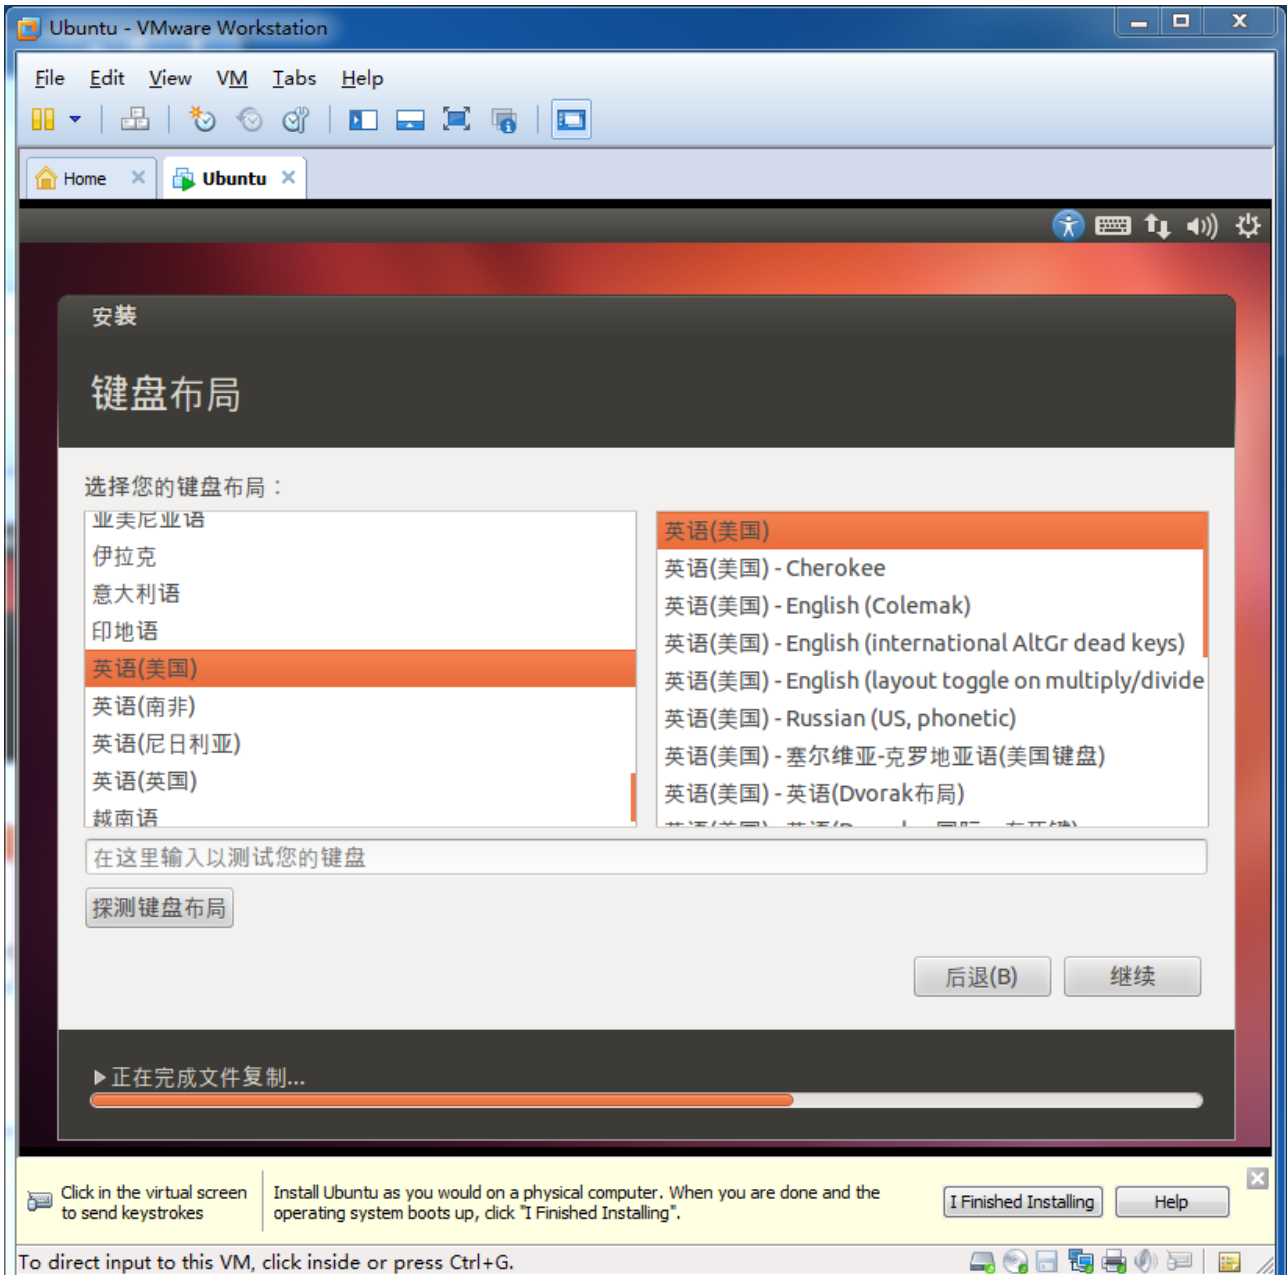 Ubuntu - VMware Workstation
File Edit View VM Tabs Help
Home Ubuntu
安装
键盘布局
选择您的键盘布局：
亚美尼亚语
伊拉克
意大利语
印地语
英语(美国)
英语(南非)
英语(尼日利亚)
英语(英国)
越南语
英语(美国)
英语(美国) - Cherokee
英语(美国) - English (Colemak)
英语(美国) - English (international AltGr dead keys)
英语(美国) - English (layout toggle on multiply/divide
英语(美国) - Russian (US, phonetic)
英语(美国) - 塞尔维亚-克罗地亚语(美国键盘)
英语(美国) - 英语(Dvorak布局)
在这里输入以测试您的键盘
探测键盘布局
后退(B) 继续
正在完成文件复制...
Click in the virtual screen
to send keystrokes
Install Ubuntu as you would on a physical computer. When you are done and the
operating system boots up, click "I Finished Installing".
I Finished Installing Help
To direct input to this VM, click inside or press Ctrl+G.